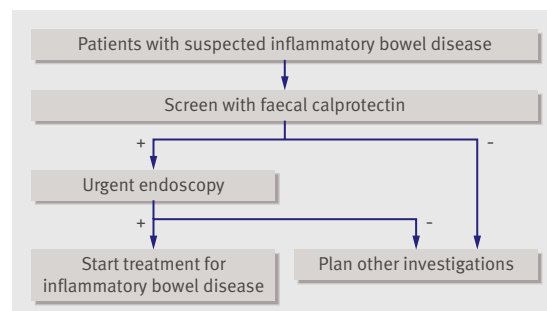 Patients with suspected inflammatory bowel disease
Screen with faecal calprotectin
+
-
Urgent endoscopy
+
-
Start treatment for
inflammatory bowel disease
Plan other investigations